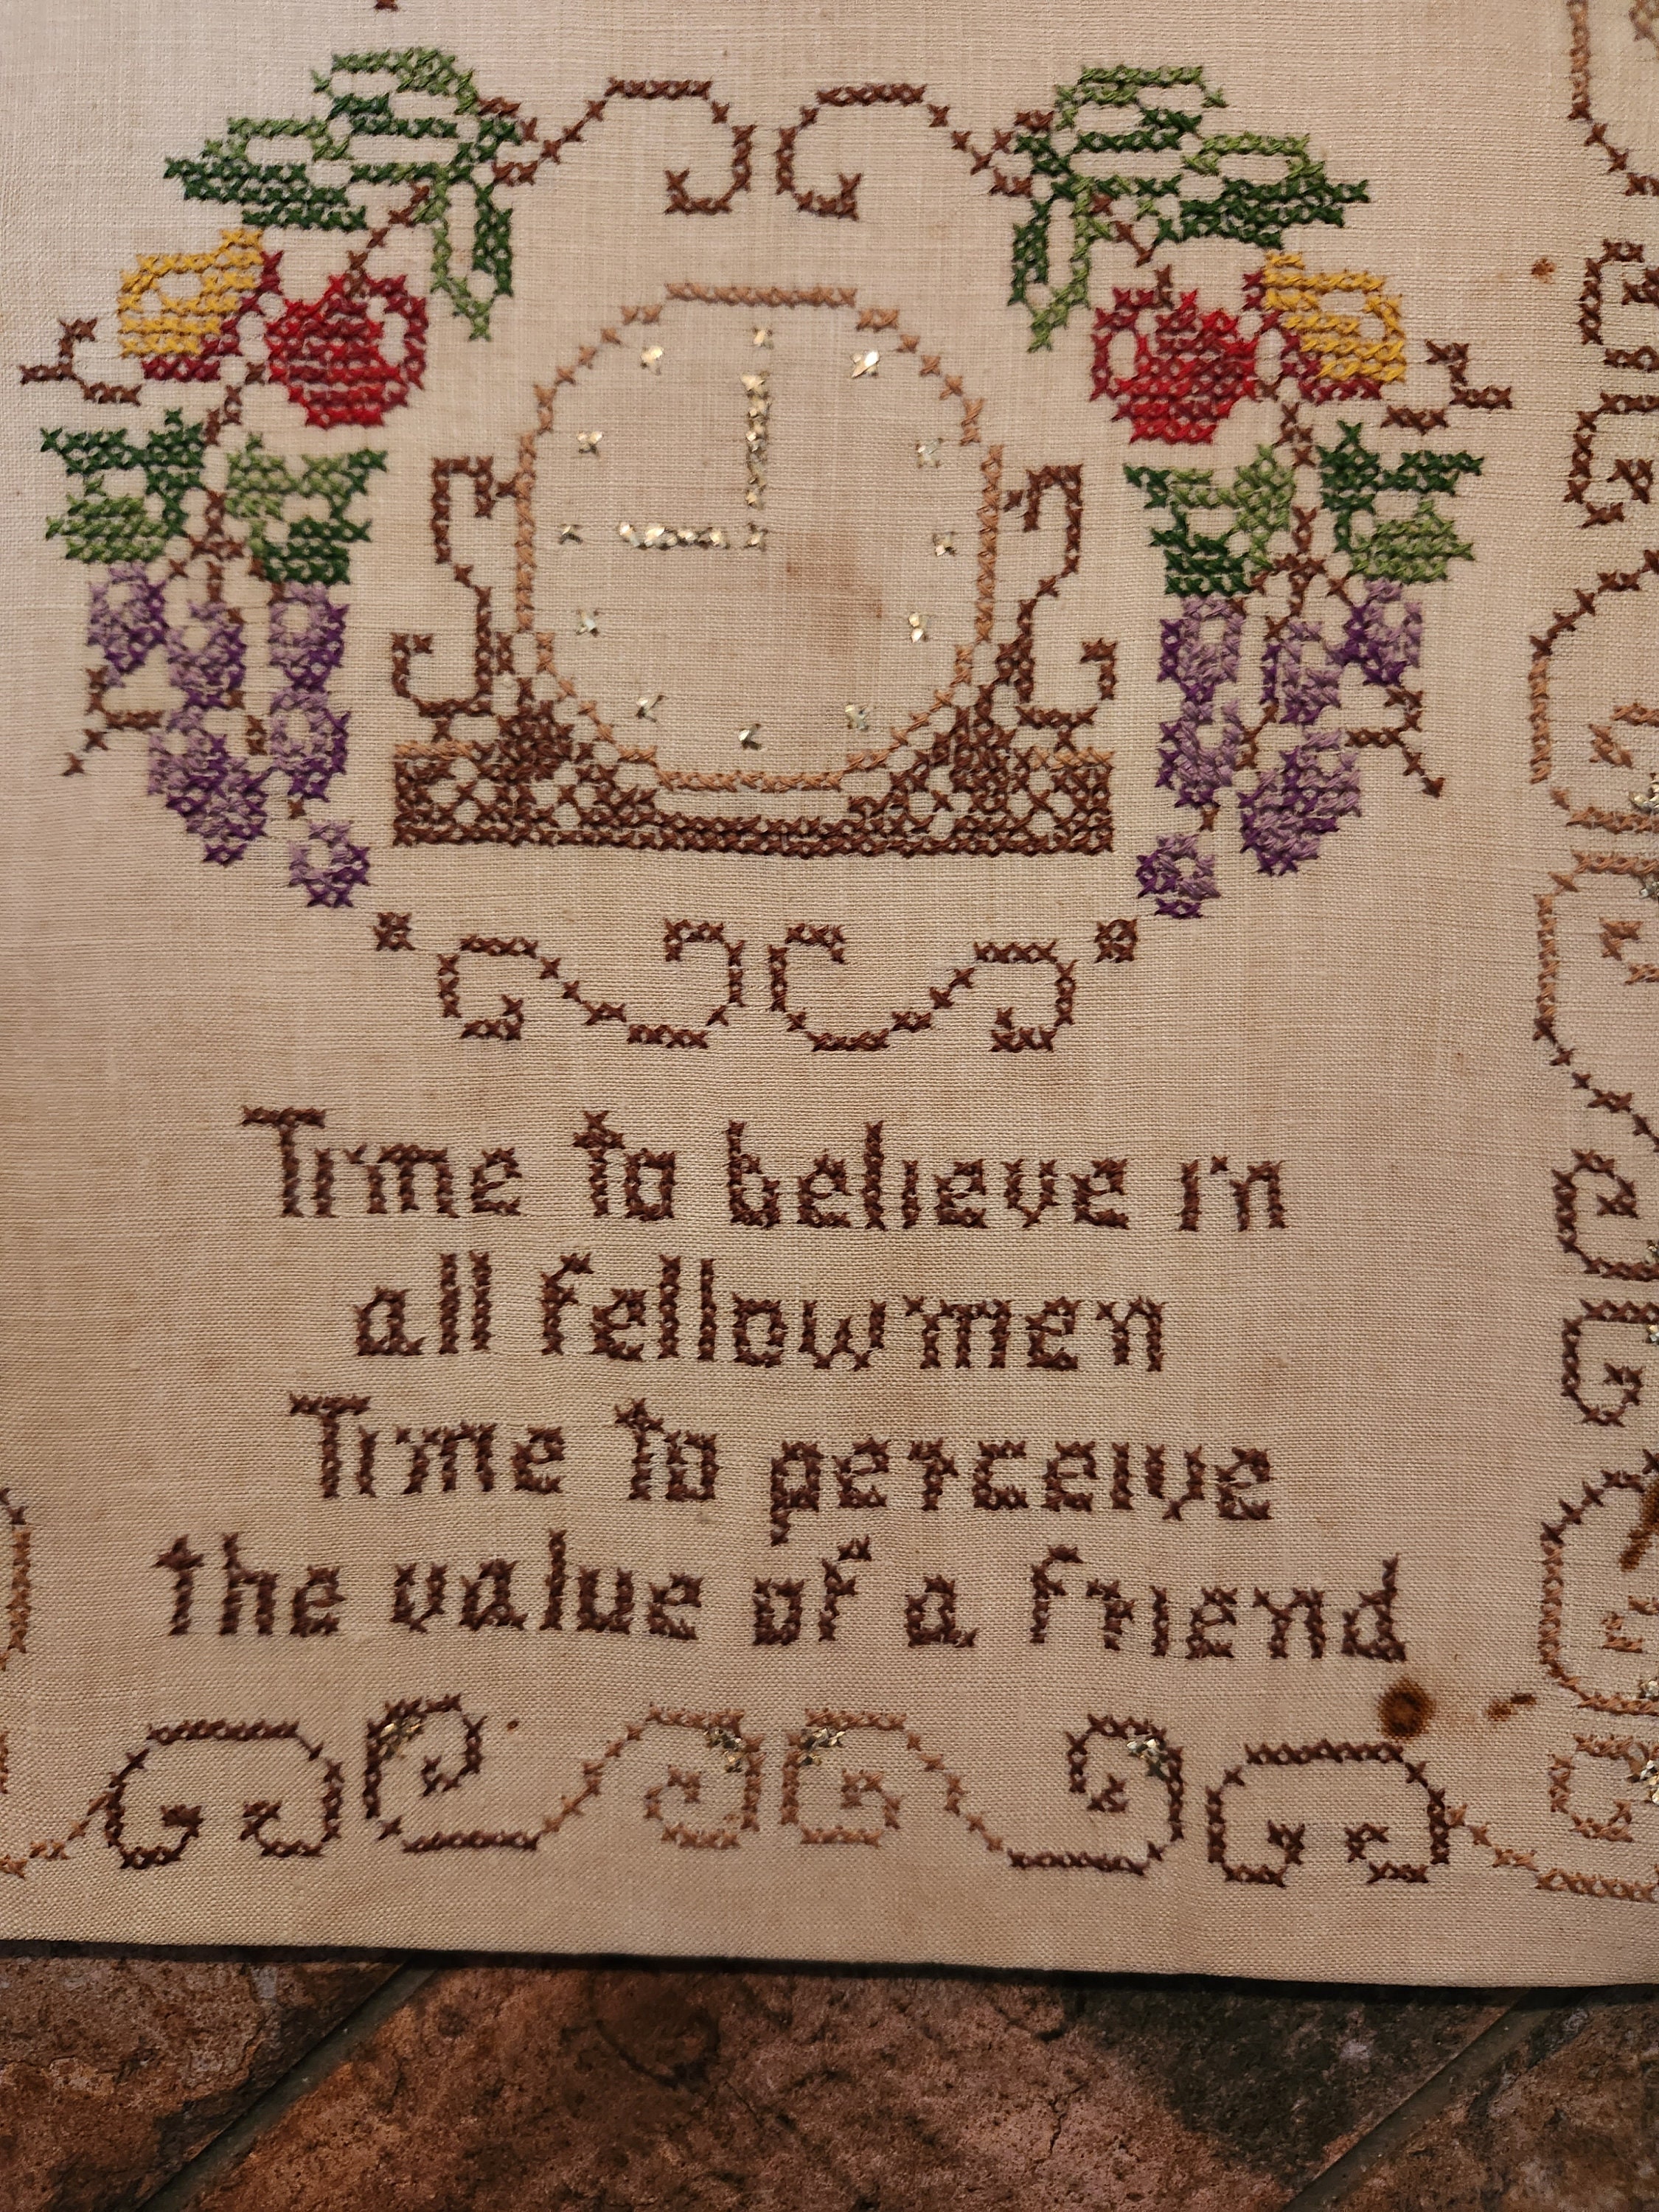 Time to believe in
all fellowmen
Time to perceive
the value of a friend